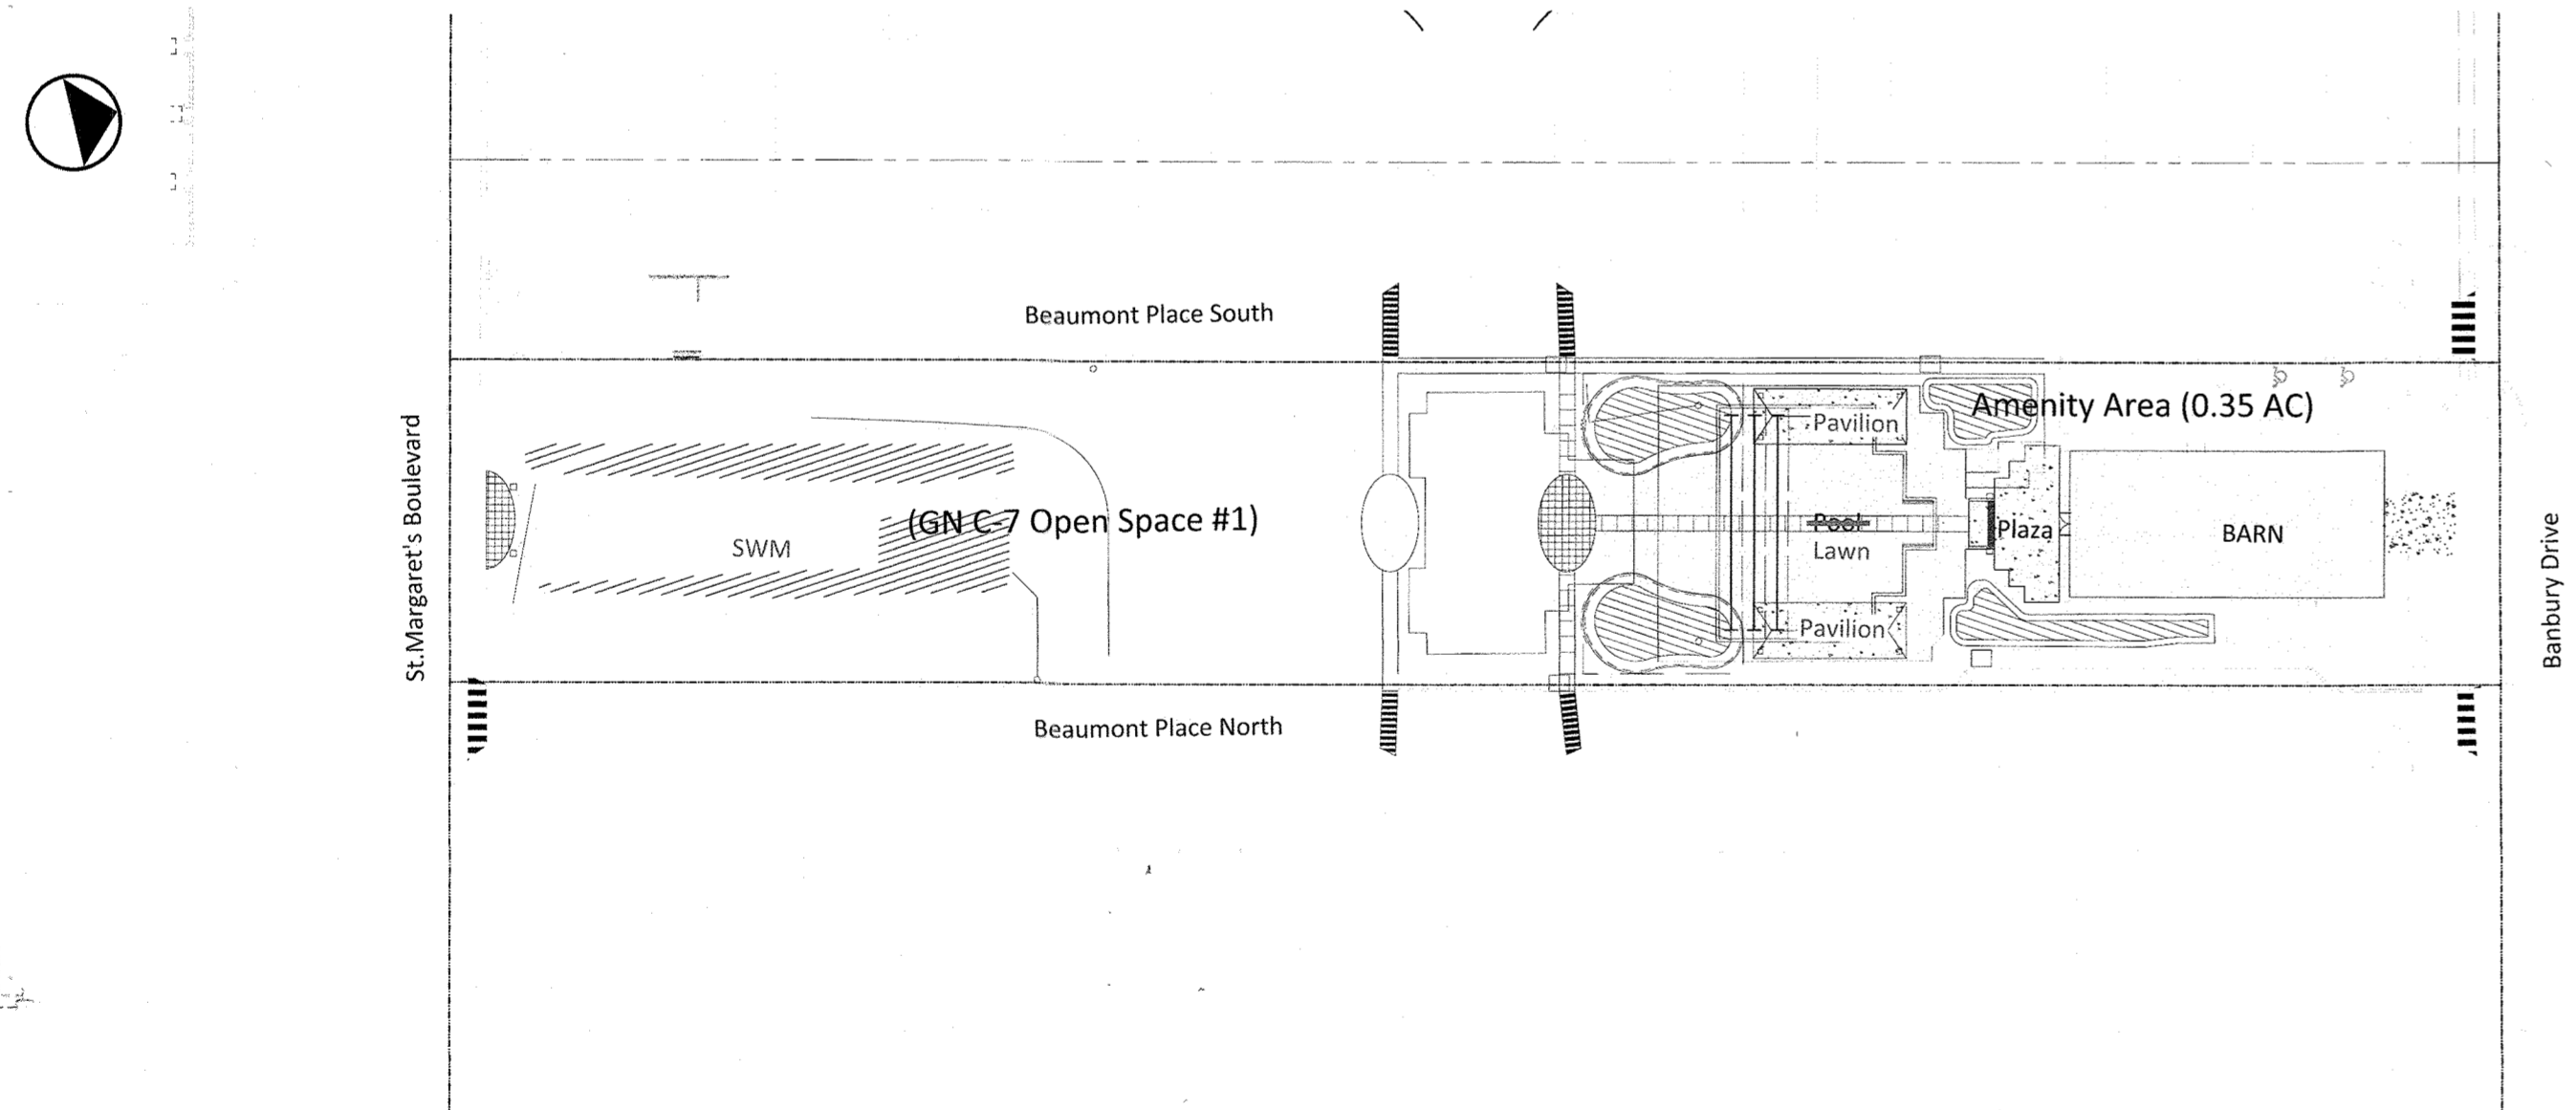 Beaumont Place South
St.Margaret's Boulevard
Amenity Area (0.35 AC)
Pavilion
(GN C-7 Open Space #1)
SWM
Pool
Lawn
Plaza
BARN
Banbury Drive
Pavilion
Beaumont Place North